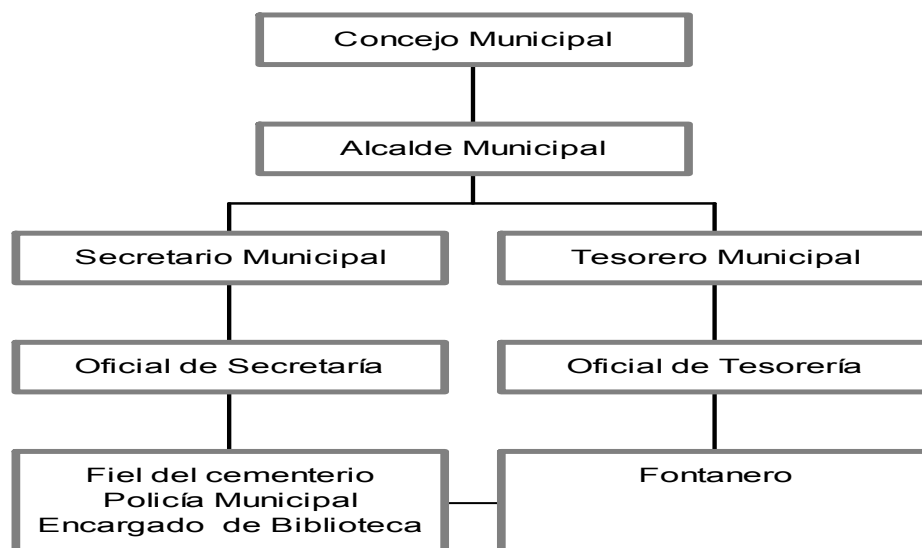 Concejo Municipal
Alcalde Municipal
Secretario Municipal
Tesorero Municipal
Oficial de Secretaría
Oficial de Tesorería
Fiel del cementerio
Policía Municipal
Encargado de Biblioteca
Fontanero